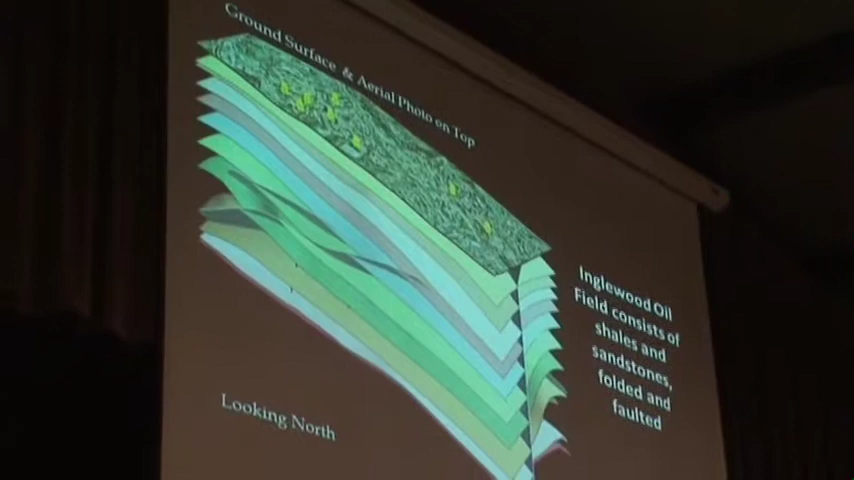 Ground Surface & Aerial Photo on Top
Inglewood Oil
Field consists of
shales and
sandstones,
folded and
faulted
Looking North